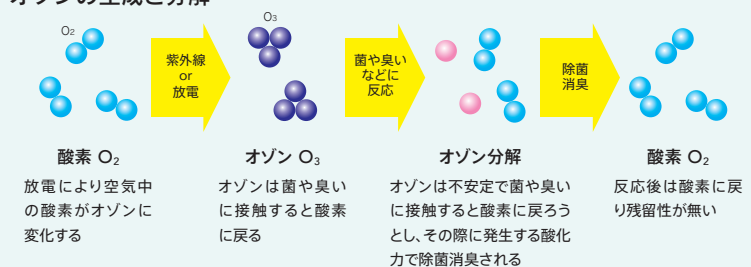 オゾンの生成と分解
O₂
O₃
紫外線
or
放電
菌や臭い
などに
反応
除菌
消臭
酸素 O₂
オゾン O₃
オゾン分解
酸素 O₂
放電により空気中
の酸素がオゾンに
変化する
オゾンは菌や臭い
に接触すると酸素
に戻る
オゾンは不安定で菌や臭い
に接触すると酸素に戻ろう
とし、その際に発生する酸化
力で除菌消臭される
反応後は酸素に戻
り残留性が無い